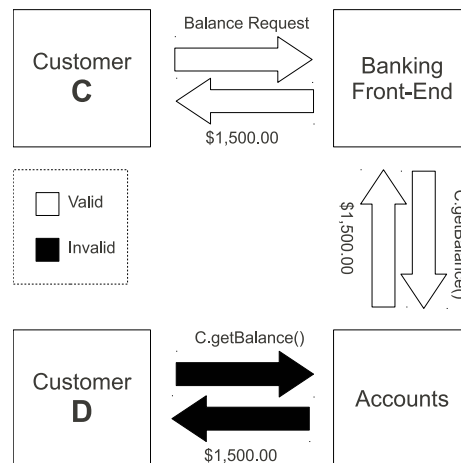 Balance Request
Customer
C
Banking
Front-End
$1,500.00
Valid
Invalid
$1,500.00
C.getBalance()
C.getBalance()
Customer
D
Accounts
$1,500.00